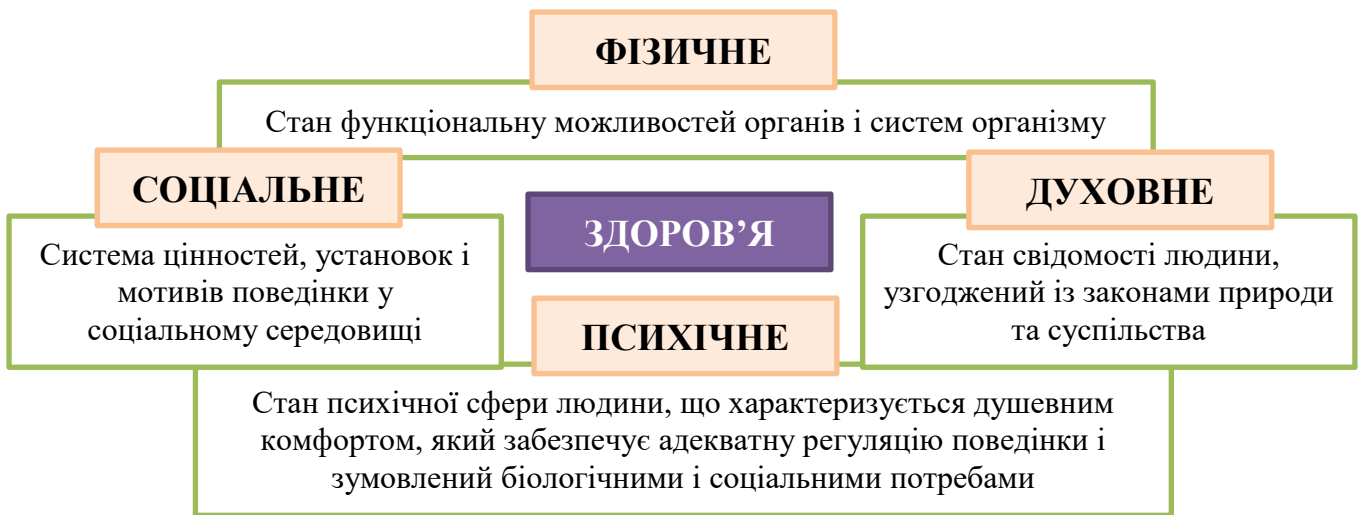 ФІЗИЧНЕ
Стан функціональну можливостей органів і систем організму
СОЦІАЛЬНЕ
Система цінностей, установок і
мотивів поведінки у
соціальному середовищі
ЗДОРОВ’Я
ДУХОВНЕ
Стан свідомості людини,
узгоджений із законами природи
та суспільства
ПСИХІЧНЕ
Стан психічної сфери людини, що характеризується душевним
комфортом, який забезпечує адекватну регуляцію поведінки і
зумовлений біологічними і соціальними потребами